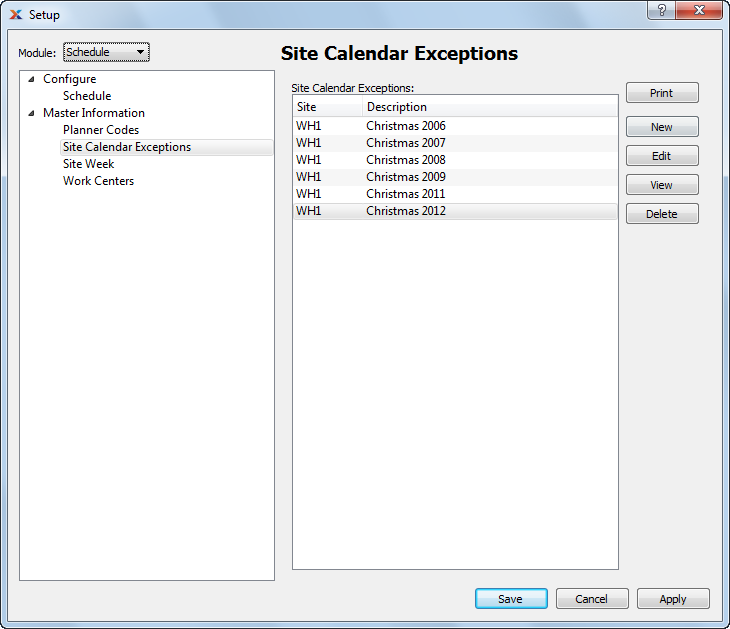 Setup
?
Module: Schedule
Site Calendar Exceptions
Configure
Schedule
Master Information
Planner Codes
Site Calendar Exceptions
Site Week
Work Centers
Site Calendar Exceptions:
Site Description
WH1 Christmas 2006
WH1 Christmas 2007
WH1 Christmas 2008
WH1 Christmas 2009
WH1 Christmas 2011
WH1 Christmas 2012
Print
New
Edit
View
Delete
Save Cancel Apply